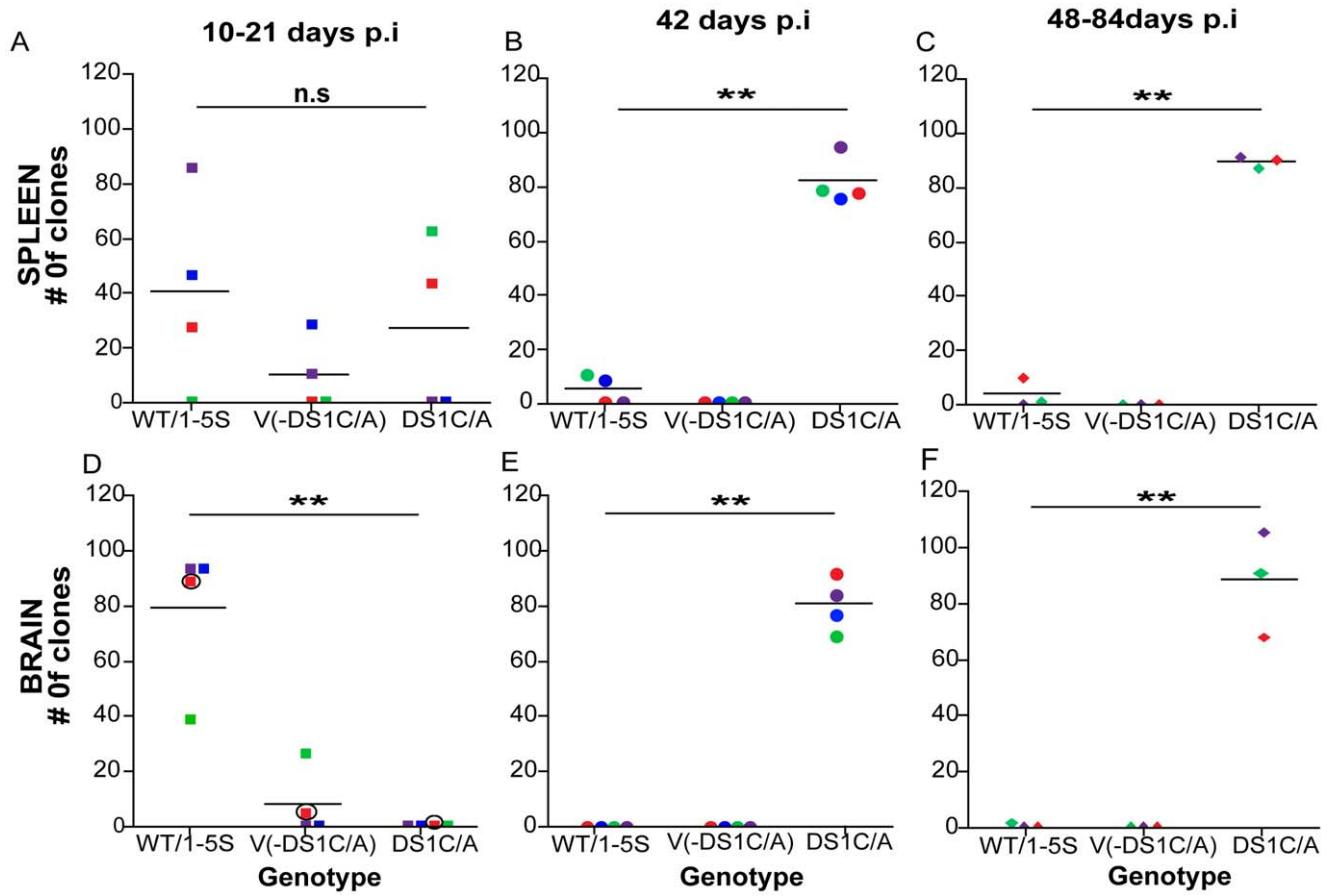 10-21 days p.i
42 days p.i
48-84days p.i
A
B
C
SPLEEN
# 0f clones
120
100
80
60
40
20
0
n.s
WT/1-5S
V(-DS1C/A)
DS1C/A
120
100
80
60
40
20
0
**
WT/1-5S
V(-DS1C/A)
DS1C/A
120
100
80
60
40
20
0
**
WT/1-5S
V(-DS1C/A)
DS1C/A
D
E
F
BRAIN
# 0f clones
120
100
80
60
40
20
0
**
WT/1-5S
V(-DS1C/A)
DS1C/A
Genotype
120
100
80
60
40
20
0
**
WT/1-5S
V(-DS1C/A)
DS1C/A
Genotype
120
100
80
60
40
20
0
**
WT/1-5S
V(-DS1C/A)
DS1C/A
Genotype